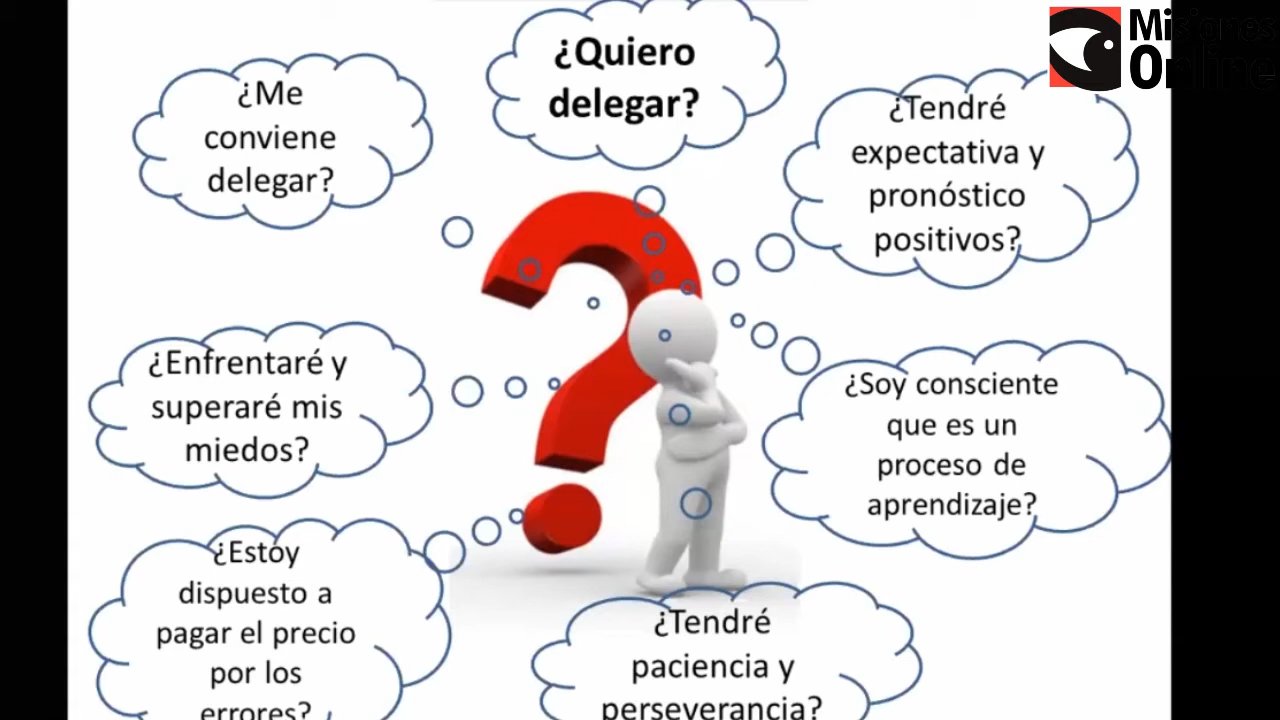 ¿Quiero
delegar?
¿Me
conviene
delegar?
¿Tendré
expectativa y
pronóstico
positivos?
¿Enfrentaré y
superaré mis
miedos?
¿Soy consciente
que es un
proceso de
aprendizaje?
¿Estoy
dispuesto a
pagar el precio
por los
errores?
¿Tendré
paciencia y
perseverancia?
Misiones
Online